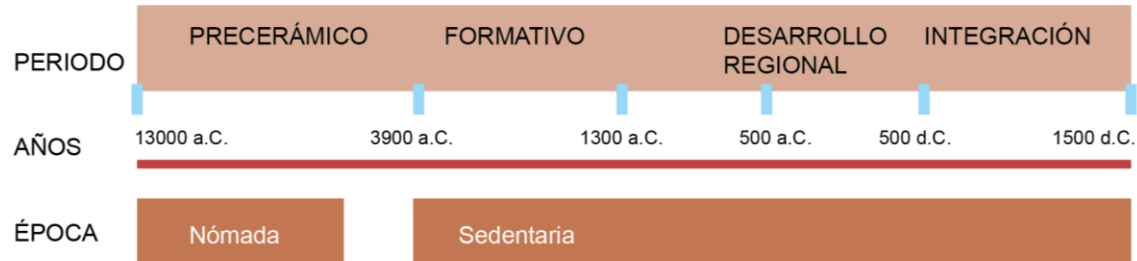 PERIODO
PRECERÁMICO
FORMATIVO
DESARROLLO
REGIONAL
INTEGRACIÓN
AÑOS
13000 a.C.
3900 a.C.
1300 a.C.
500 a.C.
500 d.C.
1500 d.C.
ÉPOCA
Nómada
Sedentaria